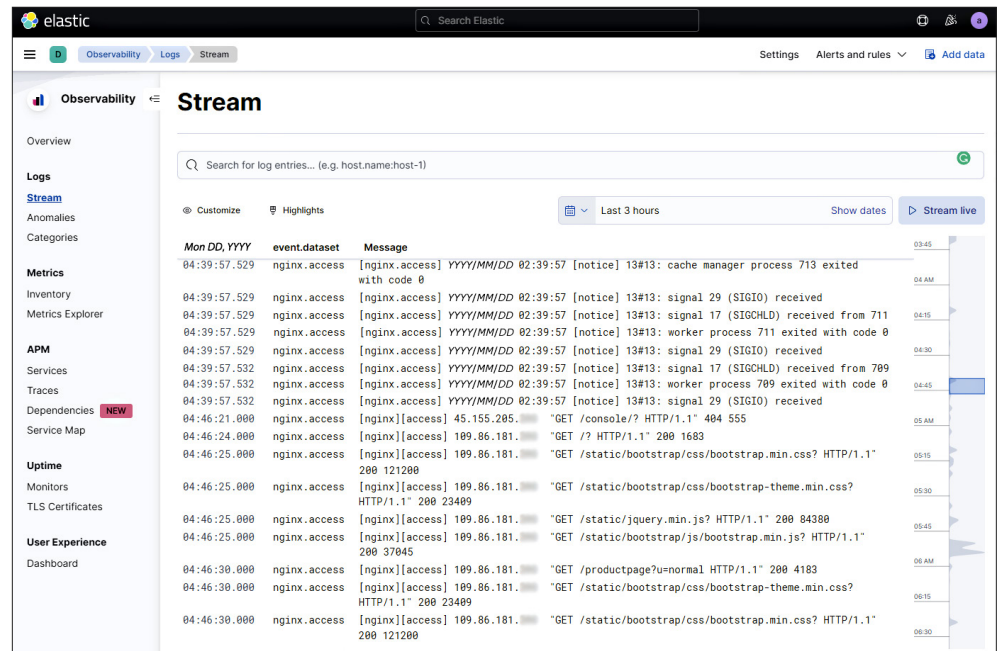 elastic
Search Elastic
a
D
Observability
Logs
Stream
Settings
Alerts and rules
Add data
Observability
Overview
Logs
Stream
Anomalies
Categories
Metrics
Inventory
Metrics Explorer
APM
Services
Traces
Dependencies NEW
Service Map
Uptime
Monitors
TLS Certificates
User Experience
Dashboard
Stream
Search for log entries... (e.g. host.name:host-1)
Customize
Highlights
Last 3 hours
Show dates
Stream live
Mon DD, YYYY event.dataset Message
04:39:57.529 nginx.access [nginx.access] YYYY/MM/DD 02:39:57 [notice] 13#13: cache manager process 713 exited
with code 0
04:39:57.529 nginx.access [nginx.access] YYYY/MM/DD 02:39:57 [notice] 13#13: signal 29 (SIGIO) received
04:39:57.529 nginx.access [nginx.access] YYYY/MM/DD 02:39:57 [notice] 13#13: signal 17 (SIGCHLD) received from 711
04:39:57.529 nginx.access [nginx.access] YYYY/MM/DD 02:39:57 [notice] 13#13: worker process 711 exited with code 0
04:39:57.529 nginx.access [nginx.access] YYYY/MM/DD 02:39:57 [notice] 13#13: signal 29 (SIGIO) received
04:39:57.532 nginx.access [nginx.access] YYYY/MM/DD 02:39:57 [notice] 13#13: signal 17 (SIGCHLD) received from 709
04:39:57.532 nginx.access [nginx.access] YYYY/MM/DD 02:39:57 [notice] 13#13: worker process 709 exited with code 0
04:39:57.532 nginx.access [nginx.access] YYYY/MM/DD 02:39:57 [notice] 13#13: signal 29 (SIGIO) received
04:46:21.000 nginx.access [nginx][access] 45.155.205. "GET /console/? HTTP/1.1" 404 555
04:46:24.000 nginx.access [nginx][access] 109.86.181. "GET /? HTTP/1.1" 200 1683
04:46:25.000 nginx.access [nginx][access] 109.86.181. "GET /static/bootstrap/css/bootstrap.min.css? HTTP/1.1"
200 121200
04:46:25.000 nginx.access [nginx][access] 109.86.181. "GET /static/bootstrap/css/bootstrap-theme.min.css?
HTTP/1.1" 200 23409
04:46:25.000 nginx.access [nginx][access] 109.86.181. "GET /static/jquery.min.js? HTTP/1.1" 200 84380
04:46:25.000 nginx.access [nginx][access] 109.86.181. "GET /static/bootstrap/js/bootstrap.min.js? HTTP/1.1"
200 37045
04:46:30.000 nginx.access [nginx][access] 109.86.181. "GET /productpage?u=normal HTTP/1.1" 200 4183
04:46:30.000 nginx.access [nginx][access] 109.86.181. "GET /static/bootstrap/css/bootstrap-theme.min.css?
HTTP/1.1" 200 23409
04:46:30.000 nginx.access [nginx][access] 109.86.181. "GET /static/bootstrap/css/bootstrap.min.css? HTTP/1.1"
200 121200
03:45
04 AM
04:15
04:30
04:45
05 AM
05:15
05:30
05:45
06 AM
06:15
06:30